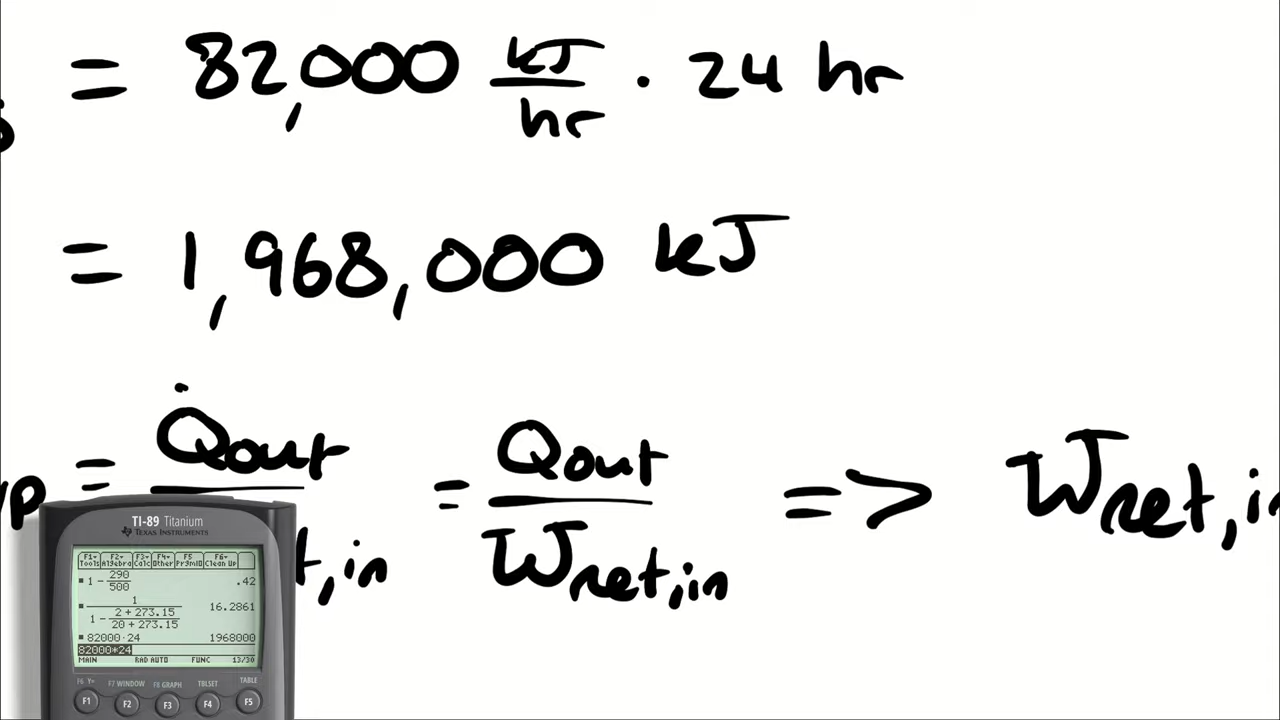 = 82,000 kJ/hr · 24 hr
= 1,968,000 kJ
= Q̇out = Qout/Wnet,in => Wnet,in
t,in
TI-89 Titanium
TEXAS INSTRUMENTS
F1 Tools F2 Algebra F3 Calc F4 Other F5 PrgmIO F6 Clean Up
1 - 290/500 .42
1/(1 - (2 + 273.15)/(20 + 273.15)) 16.2861
82000·24 1968000
82000*24
MAIN RAD AUTO FUNC 13/30
F6 Y= F7 WINDOW F8 GRAPH TBLSET TABLE
F1 F2 F3 F4 F5